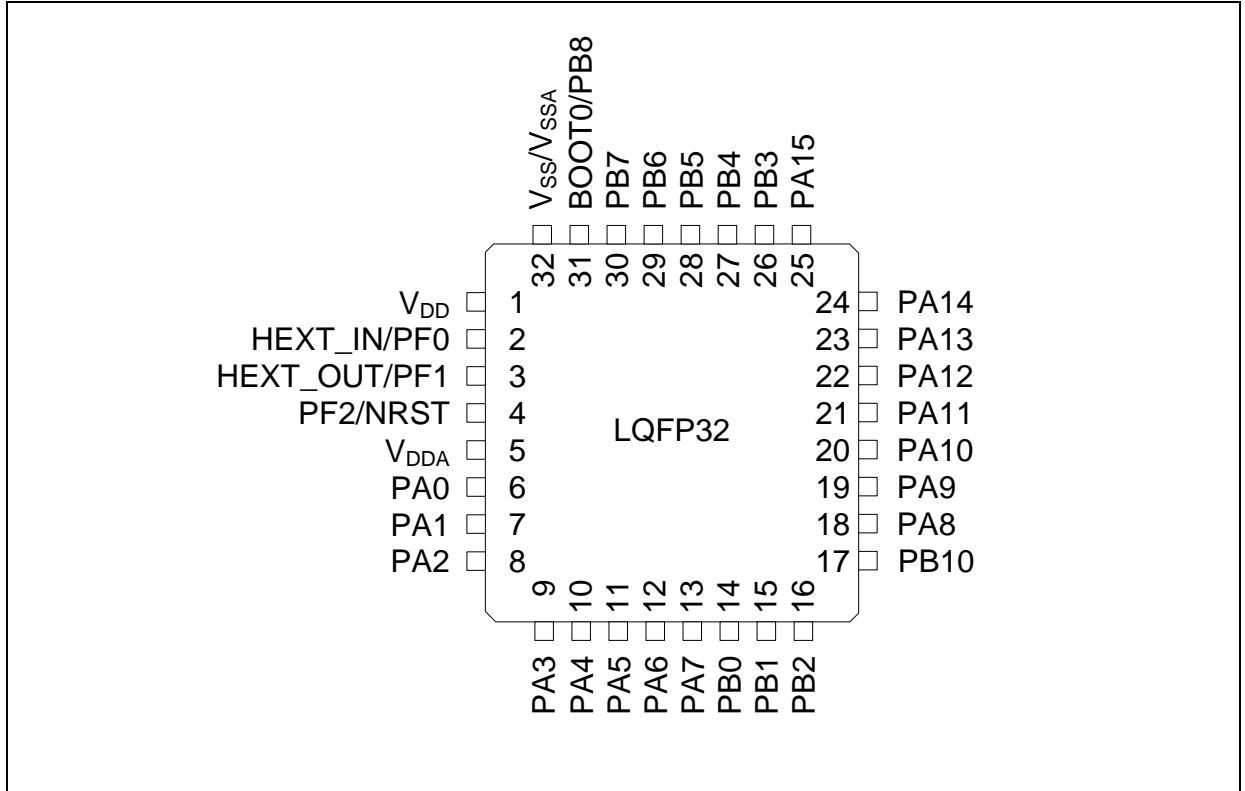 VSS/VSSA
BOOT0/PB8
PB7
PB6
PB5
PB4
PB3
PA15
32
31
30
29
28
27
26
25
VDD 1
HEXT_IN/PF0 2
HEXT_OUT/PF1 3
PF2/NRST 4
VDDA 5
PA0 6
PA1 7
PA2 8
LQFP32
24 PA14
23 PA13
22 PA12
21 PA11
20 PA10
19 PA9
18 PA8
17 PB10
9
10
11
12
13
14
15
16
PA3
PA4
PA5
PA6
PA7
PB0
PB1
PB2